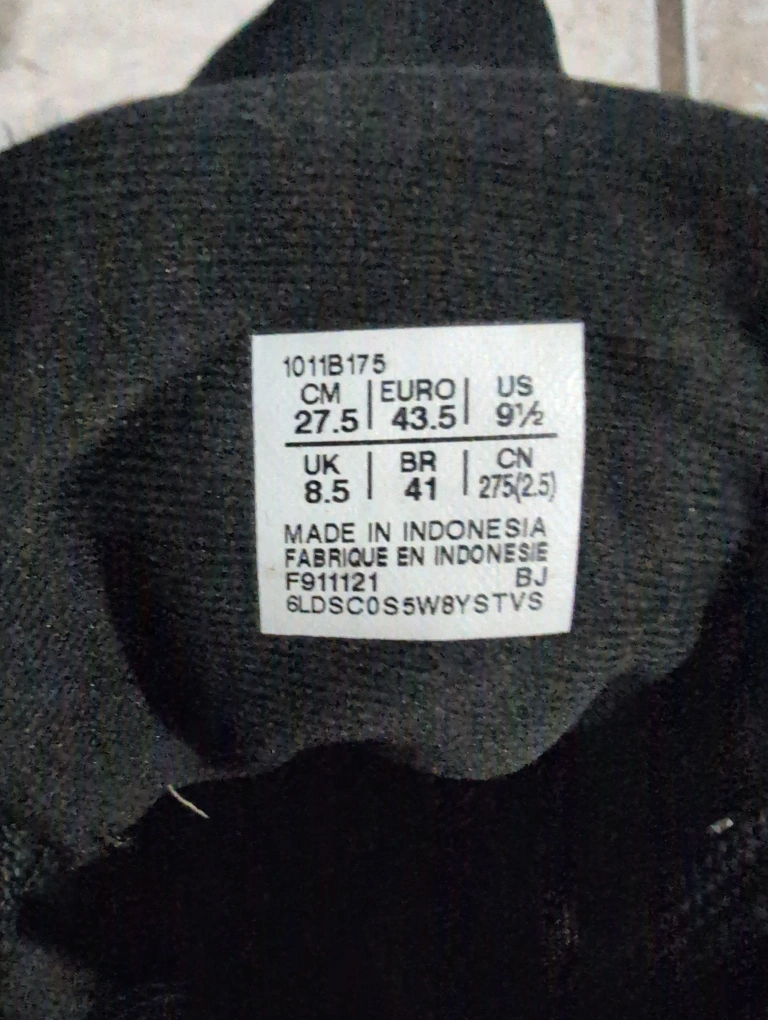 1011B175
CM | EURO | US
27.5 | 43.5 | 9½
UK | BR | CN
8.5 | 41 | 275(2.5)
MADE IN INDONESIA
FABRIQUE EN INDONESIE
F911121 BJ
6LDSC0S5W8YSTVS